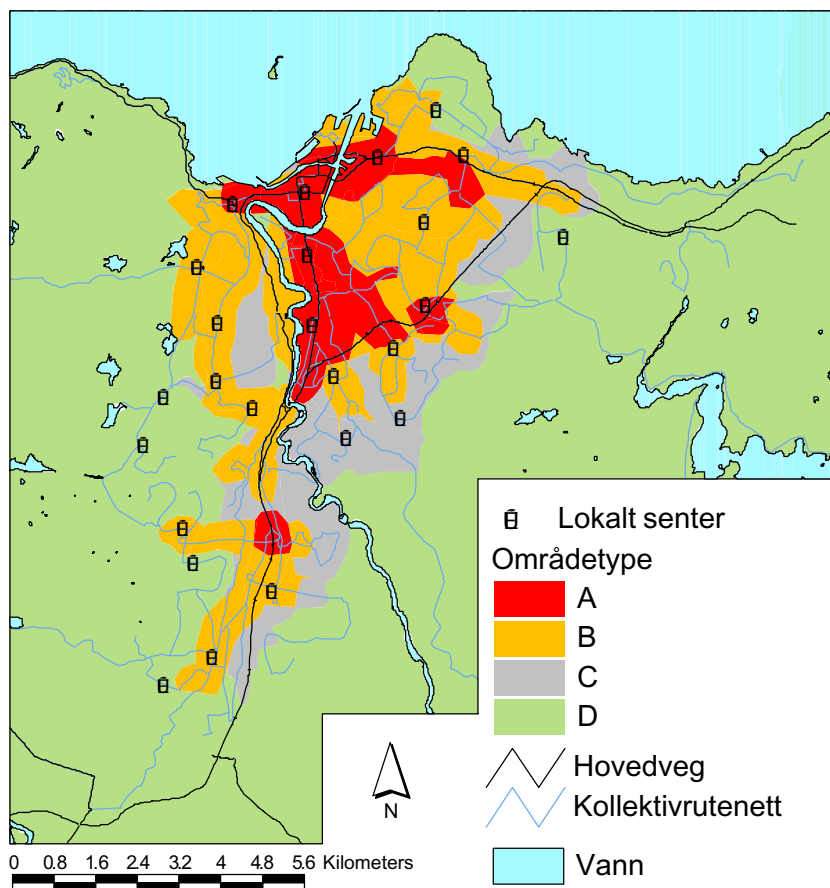 Lokalt senter
Områdetype
A
B
C
D
Hovedveg
Kollektivrutenett
Vann
N
0 0.8 1.6 2.4 3.2 4 4.8 5.6 Kilometers